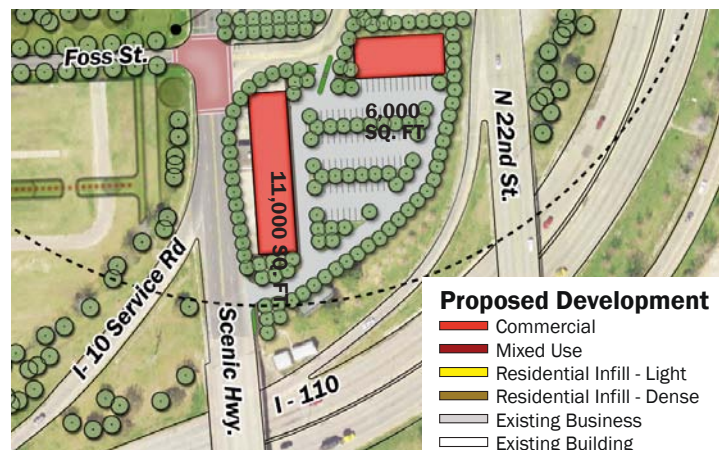 Foss St.
6,000
SQ. FT
N 22nd St.
11,000 SQ. FT
I- 10 Service Rd
Scenic Hwy.
I - 110
Proposed Development
Commercial
Mixed Use
Residential Infill - Light
Residential Infill - Dense
Existing Business
Existing Building